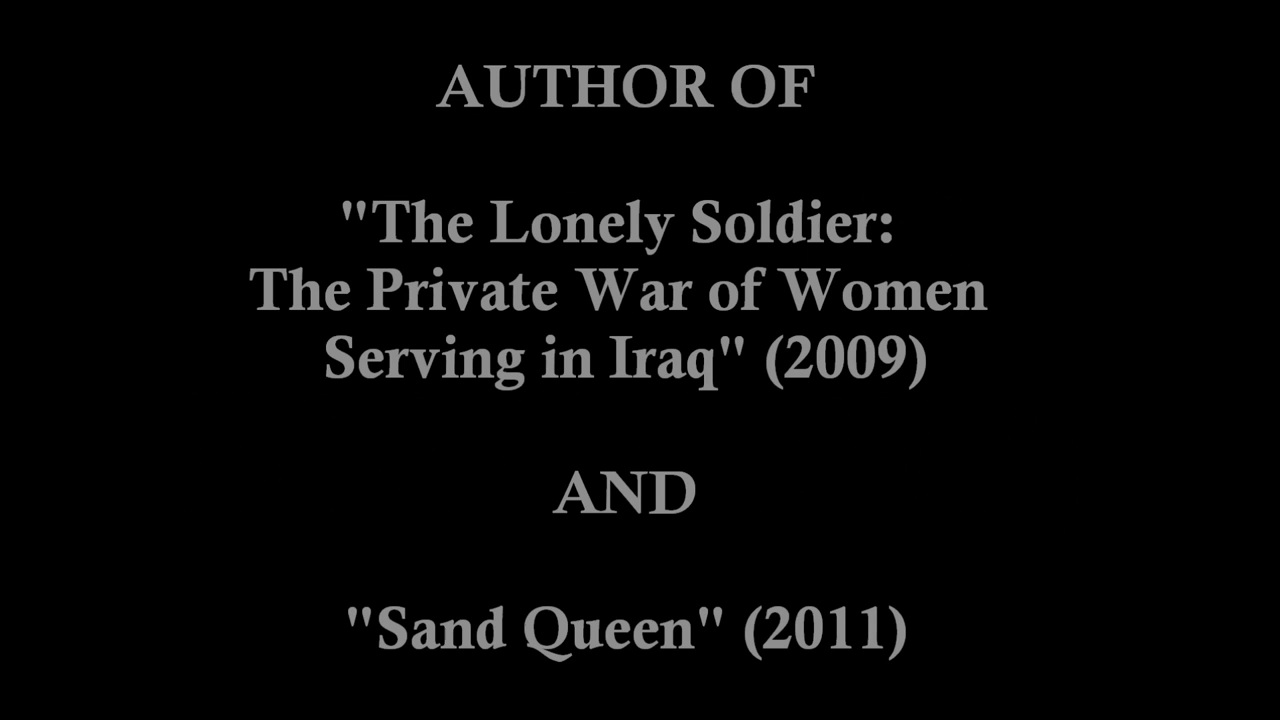 AUTHOR OF
"The Lonely Soldier:
The Private War of Women
Serving in Iraq" (2009)
AND
"Sand Queen" (2011)